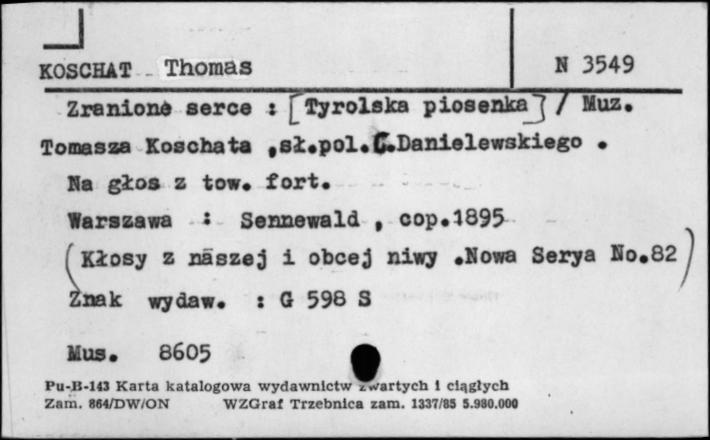 KOSCHAT Thomas N 3549
Zranione serce : [Tyrolska piosenka] / Muz.
Tomasza Koschata ,sł.pol.C.Danielewskiego .
Na głos z tow. fort.
Warszawa : Sennewald , cop.1895
(Kłosy z naszej i obcej niwy .Nowa Serya No.82)
Znak wydaw. : G 598 S
Mus. 8605
Pu-B-143 Karta katalogowa wydawnictw zwartych i ciągłych
Zam. 864/DW/ON WZGraf Trzebnica zam. 1337/85 5.980.000